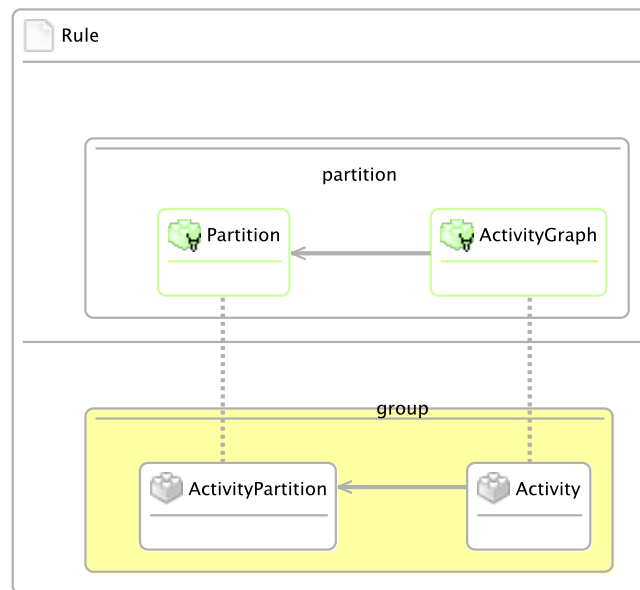 Rule
partition
Partition
ActivityGraph
group
ActivityPartition
Activity